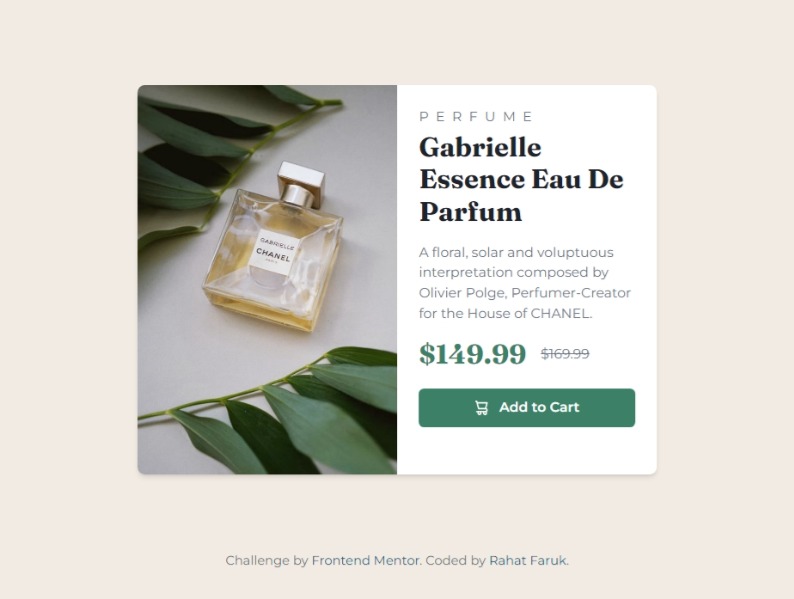 GABRIELLE
CHANEL
PARIS
PERFUME
Gabrielle
Essence Eau De
Parfum
A floral, solar and voluptuous
interpretation composed by
Olivier Polge, Perfumer-Creator
for the House of CHANEL.
$149.99 $169.99
Add to Cart
Challenge by Frontend Mentor. Coded by Rahat Faruk.